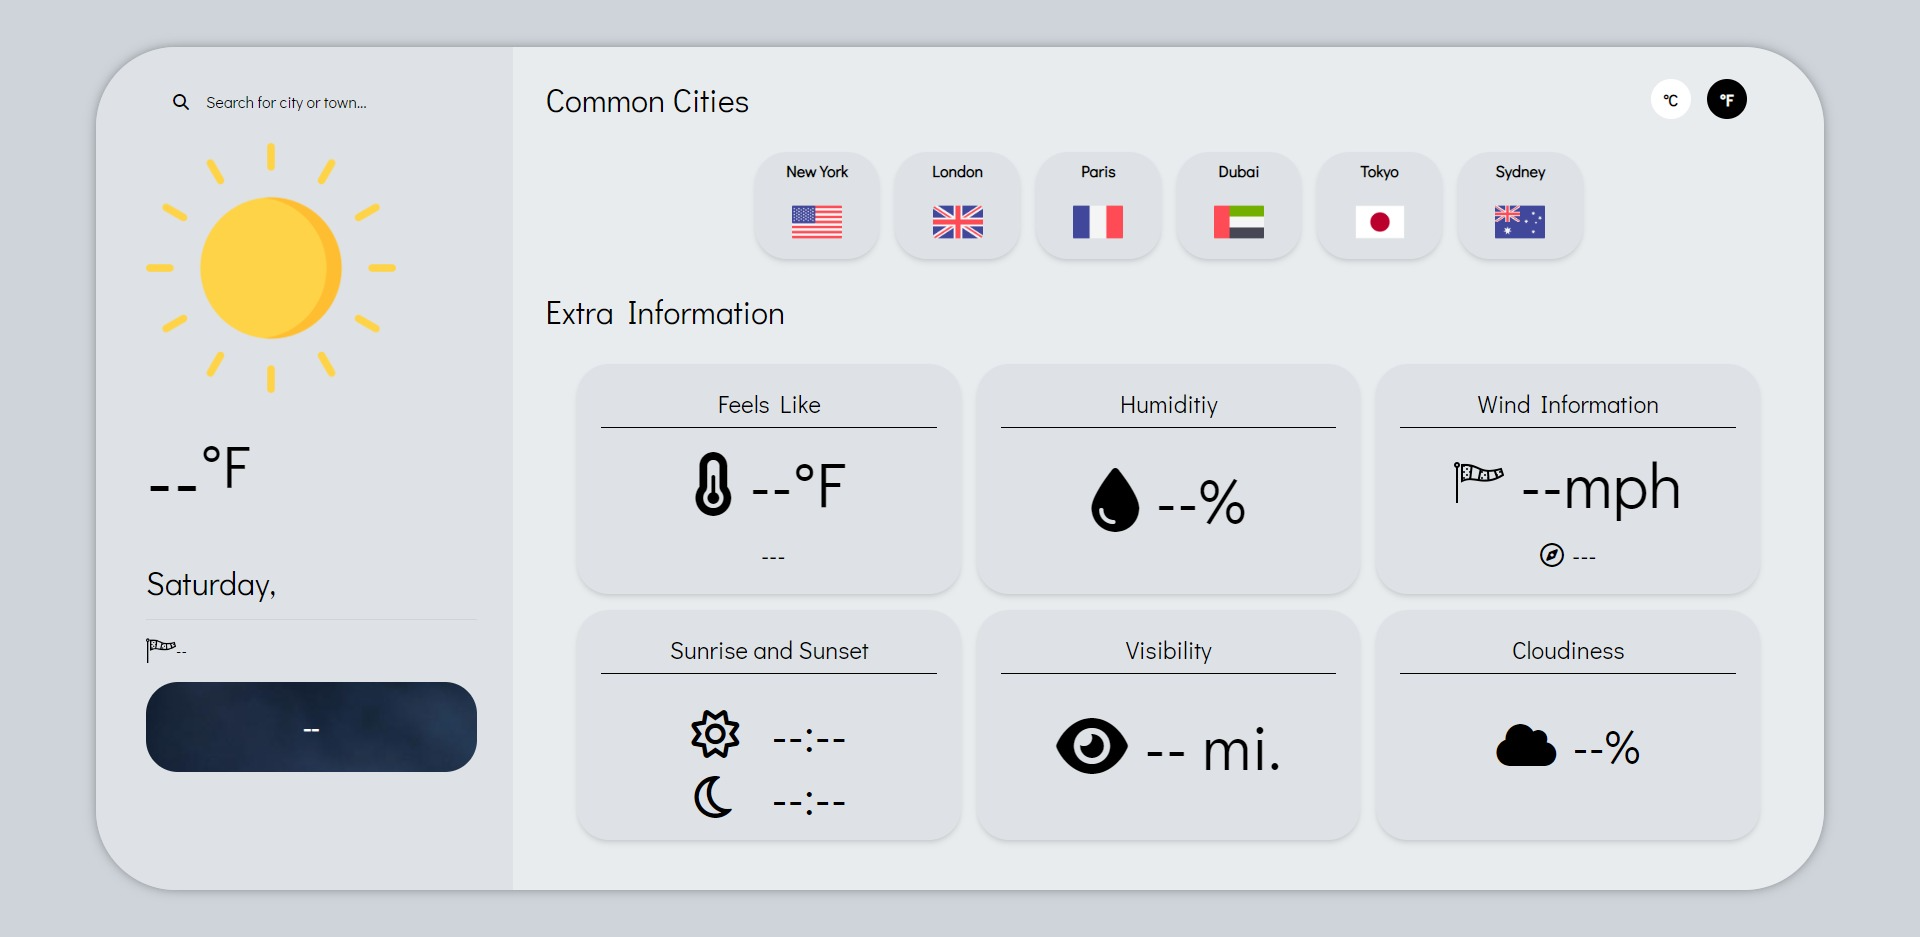 Search for city or town...
--°F
Saturday,
--
--
Common Cities
°C °F
New York London Paris Dubai Tokyo Sydney
Extra Information
Feels Like
--°F
---
Humiditiy
--%
Wind Information
--mph
---
Sunrise and Sunset
--:--
--:--
Visibility
-- mi.
Cloudiness
--%